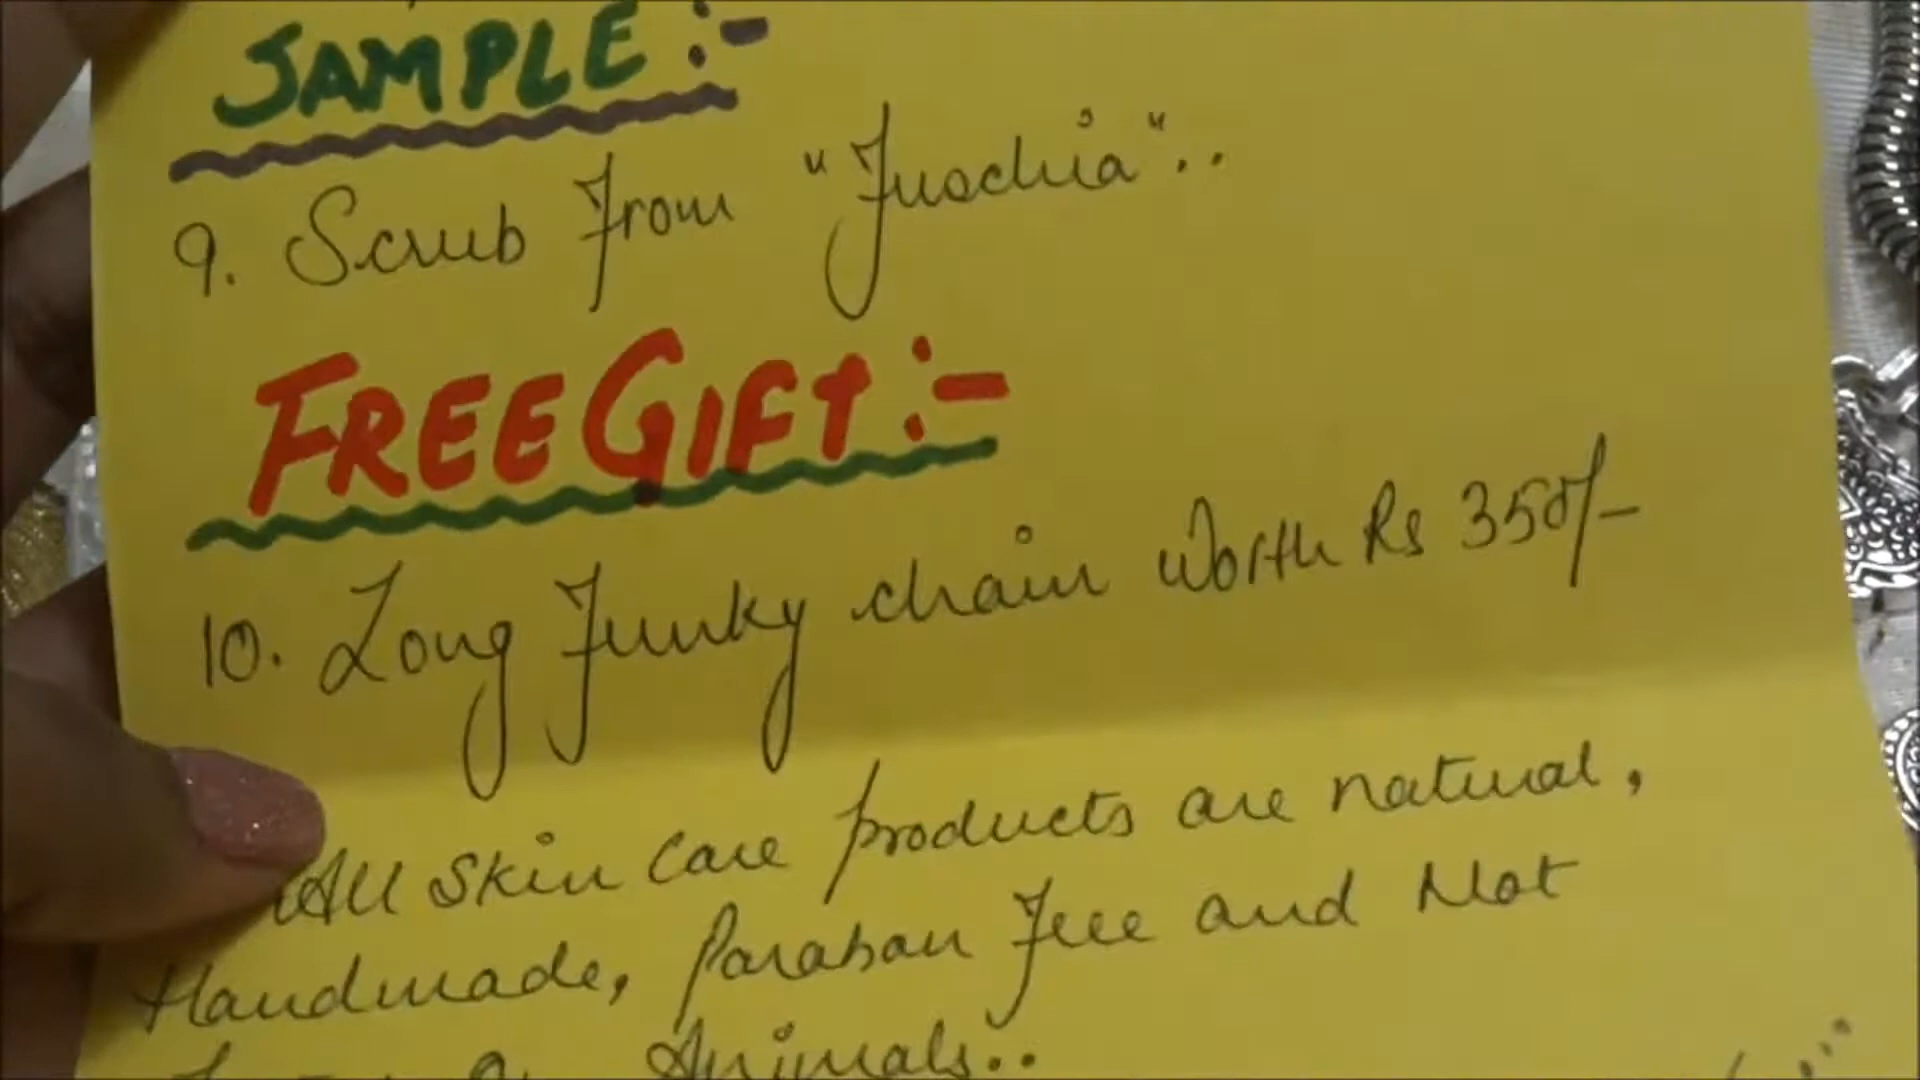 SAMPLE :-
9. Scrub From "Fuschia"..
FREE GIFT :-
10. Long Funky chain worth Rs 350/-
All Skin care products are natural,
Handmade, Paraban Free and Not
Animals..